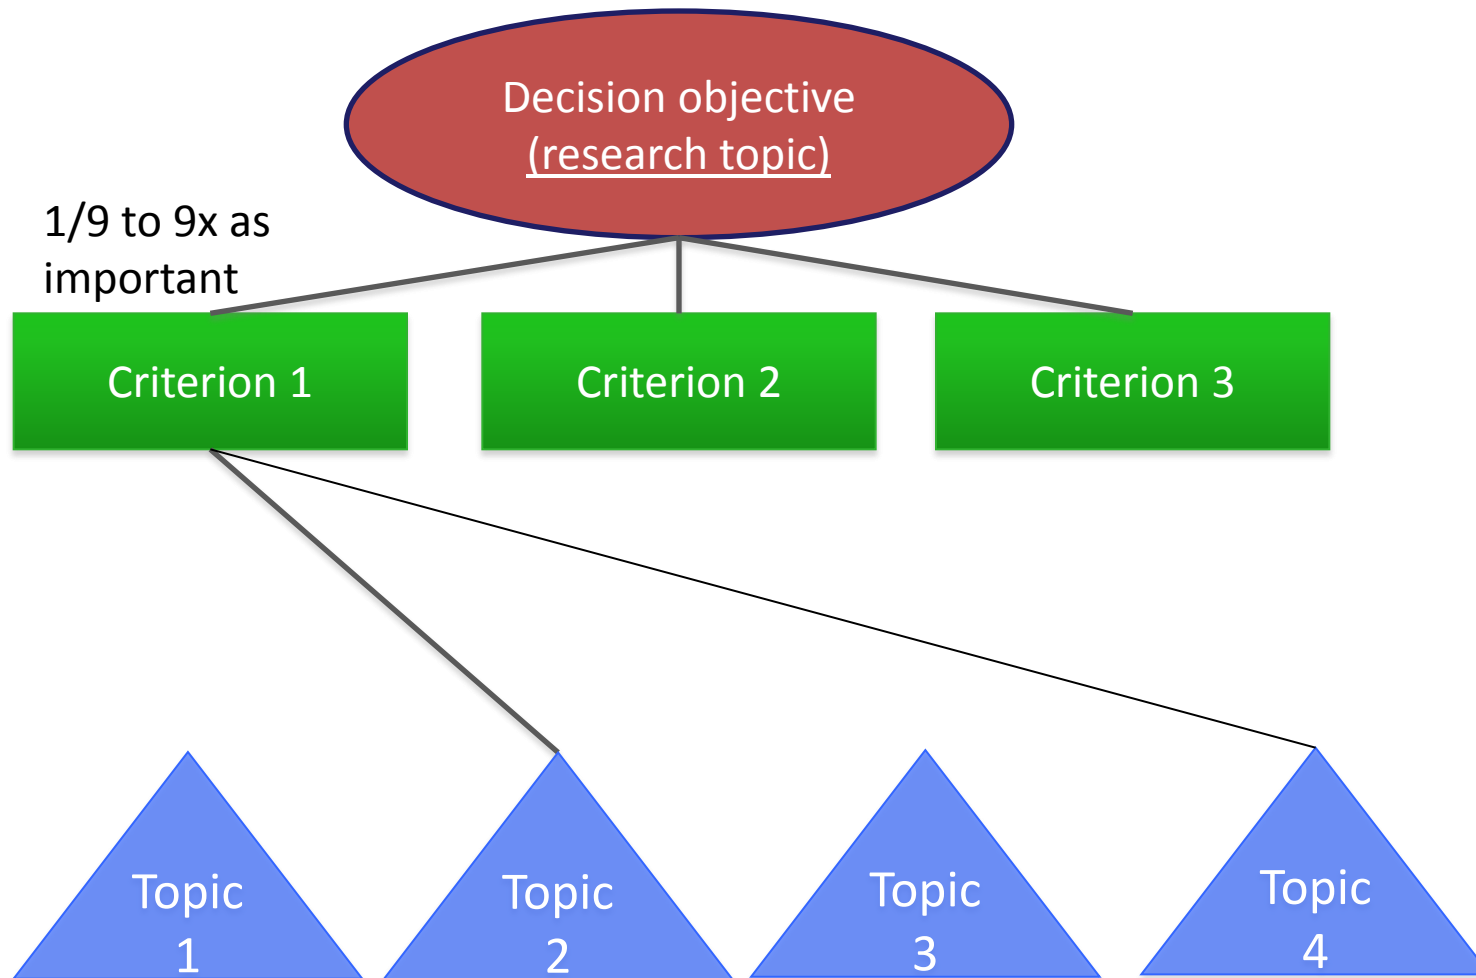 Decision objective
(research topic)
1/9 to 9x as
important
Criterion 1
Criterion 2
Criterion 3
Topic
1
Topic
2
Topic
3
Topic
4